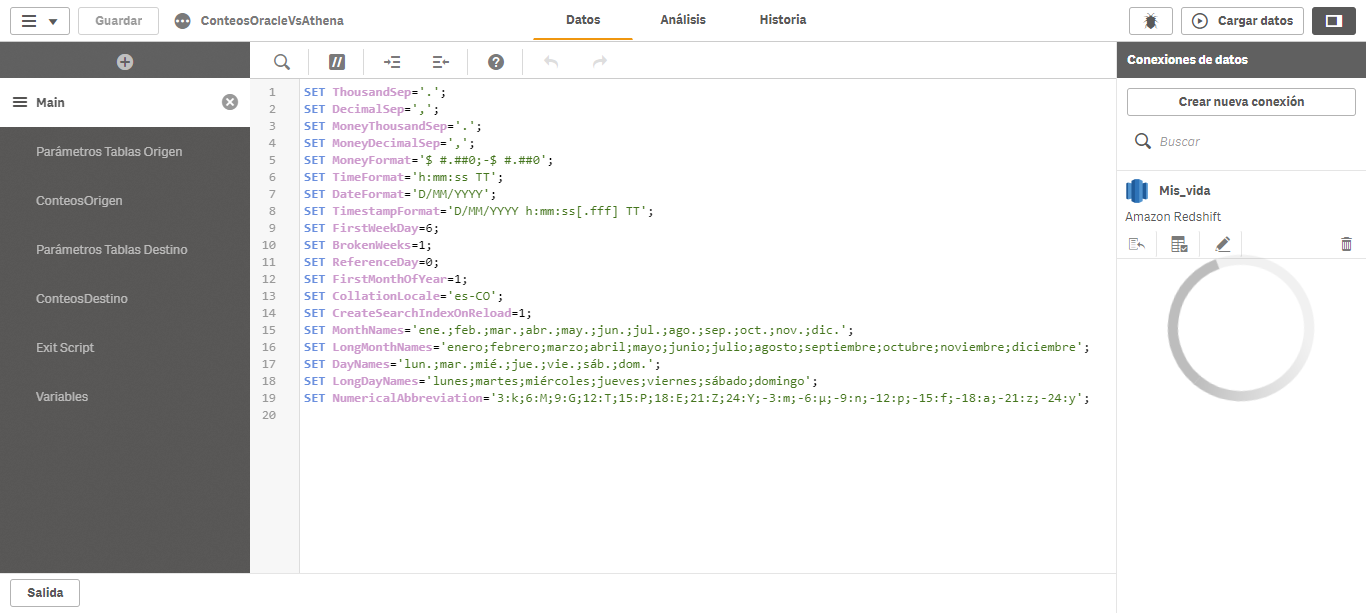 Guardar
ConteosOracleVsAthena
Datos
Análisis
Historia
Cargar datos
Main
Parámetros Tablas Origen
ConteosOrigen
Parámetros Tablas Destino
ConteosDestino
Exit Script
Variables
//
?
1 SET ThousandSep='.';
2 SET DecimalSep=',';
3 SET MoneyThousandSep='.';
4 SET MoneyDecimalSep=',';
5 SET MoneyFormat='$ #.##0;-$ #.##0';
6 SET TimeFormat='h:mm:ss TT';
7 SET DateFormat='D/MM/YYYY';
8 SET TimestampFormat='D/MM/YYYY h:mm:ss[.fff] TT';
9 SET FirstWeekDay=6;
10 SET BrokenWeeks=1;
11 SET ReferenceDay=0;
12 SET FirstMonthOfYear=1;
13 SET CollationLocale='es-CO';
14 SET CreateSearchIndexOnReload=1;
15 SET MonthNames='ene.;feb.;mar.;abr.;may.;jun.;jul.;ago.;sep.;oct.;nov.;dic.';
16 SET LongMonthNames='enero;febrero;marzo;abril;mayo;junio;julio;agosto;septiembre;octubre;noviembre;diciembre';
17 SET DayNames='lun.;mar.;mié.;jue.;vie.;sáb.;dom.';
18 SET LongDayNames='lunes;martes;miércoles;jueves;viernes;sábado;domingo';
19 SET NumericalAbbreviation='3:k;6:M;9:G;12:T;15:P;18:E;21:Z;24:Y;-3:m;-6:μ;-9:n;-12:p;-15:f;-18:a;-21:z;-24:y';
20
Conexiones de datos
Crear nueva conexión
Buscar
Mis_vida
Amazon Redshift
Salida